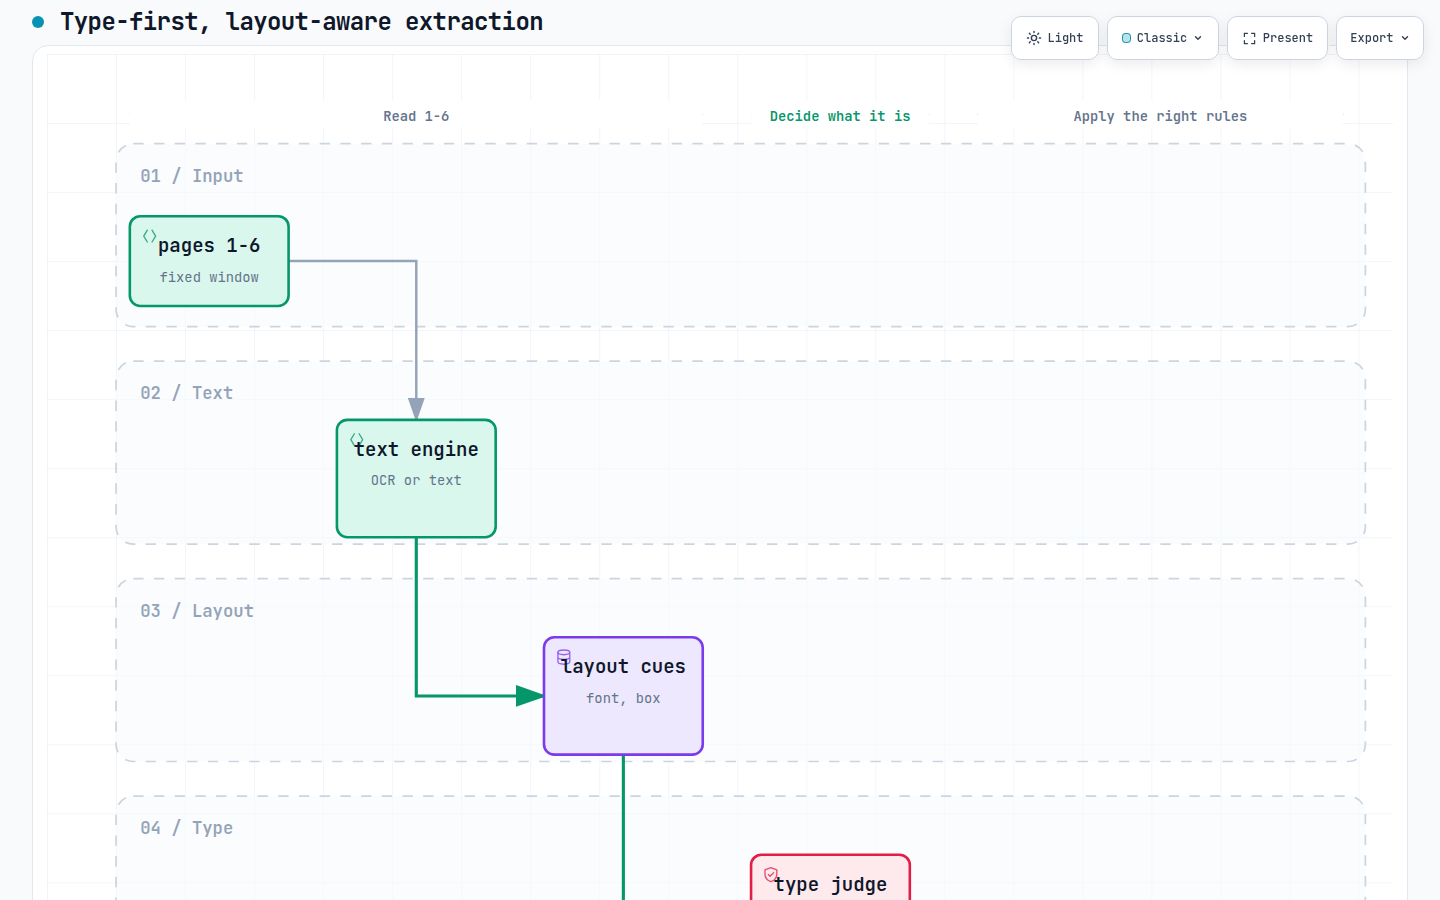 Type-first, layout-aware extraction
Light
Classic
Present
Export
Read 1-6
Decide what it is
Apply the right rules
01 / Input
pages 1-6
fixed window
02 / Text
text engine
OCR or text
03 / Layout
layout cues
font, box
04 / Type
type judge